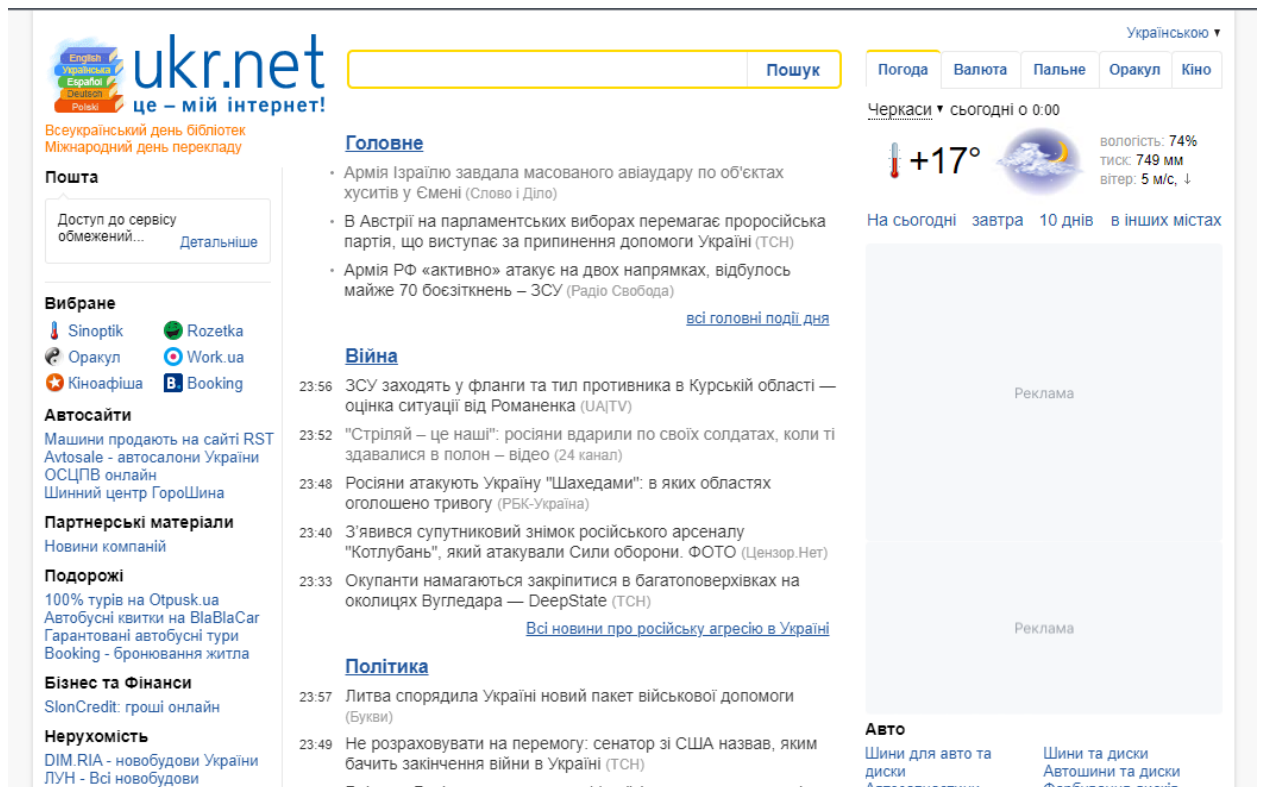 English
Українська
Español
Deutsch
Polski
ukr.net
це – мій інтернет!
Всеукраїнський день бібліотек
Міжнародний день перекладу
Пошта
Доступ до сервісу
обмежений...
Детальніше
Вибране
Sinoptik
Rozetka
Оракул
Work.ua
Кіноафіша
B. Booking
Автосайти
Машини продають на сайті RST
Avtosale - автосалони України
ОСЦПВ онлайн
Шинний центр ГороШина
Партнерські матеріали
Новини компаній
Подорожі
100% турів на Otpusk.ua
Автобусні квитки на BlaBlaCar
Гарантовані автобусні тури
Booking - бронювання житла
Бізнес та Фінанси
SlonCredit: гроші онлайн
Нерухомість
DIM.RIA - новобудови України
ЛУН - Всі новобудови
Пошук
Головне
• Армія Ізраїлю завдала масованого авіаудару по об'єктах
хуситів у Ємені (Слово і Діло)
• В Австрії на парламентських виборах перемагає проросійська
партія, що виступає за припинення допомоги Україні (ТСН)
• Армія РФ «активно» атакує на двох напрямках, відбулось
майже 70 боєзіткнень – ЗСУ (Радіо Свобода)
всі головні події дня
Війна
23:56 ЗСУ заходять у фланги та тил противника в Курській області —
оцінка ситуації від Романенка (UA|TV)
23:52 "Стріляй – це наші": росіяни вдарили по своїх солдатах, коли ті
здавалися в полон – відео (24 канал)
23:48 Росіяни атакують Україну "Шахедами": в яких областях
оголошено тривогу (РБК-Україна)
23:40 З’явився супутниковий знімок російського арсеналу
"Котлубань", який атакували Сили оборони. ФОТО (Цензор.Нет)
23:33 Окупанти намагаються закріпитися в багатоповерхівках на
околицях Вугледара — DeepState (ТСН)
Всі новини про російську агресію в Україні
Політика
23:57 Литва спорядила Україні новий пакет військової допомоги
(Букви)
23:49 Не розраховувати на перемогу: сенатор зі США назвав, яким
бачить закінчення війни в Україні (ТСН)
Українською ▼
Погода
Валюта
Пальне
Оракул
Кіно
Черкаси ▼ сьогодні о 0:00
+17°
вологість: 74%
тиск: 749 мм
вітер: 5 м/с, ↓
На сьогодні завтра 10 днів в інших містах
Реклама
Реклама
Авто
Шини для авто та
диски
Шини та диски
Автошини та диски